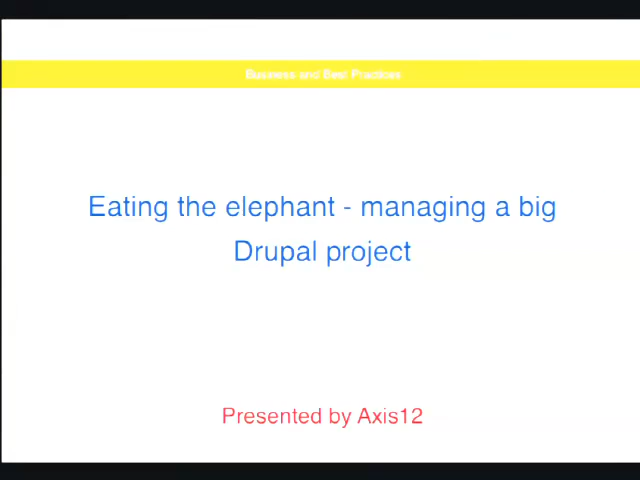 Business and Best Practices
Eating the elephant - managing a big
Drupal project
Presented by Axis12